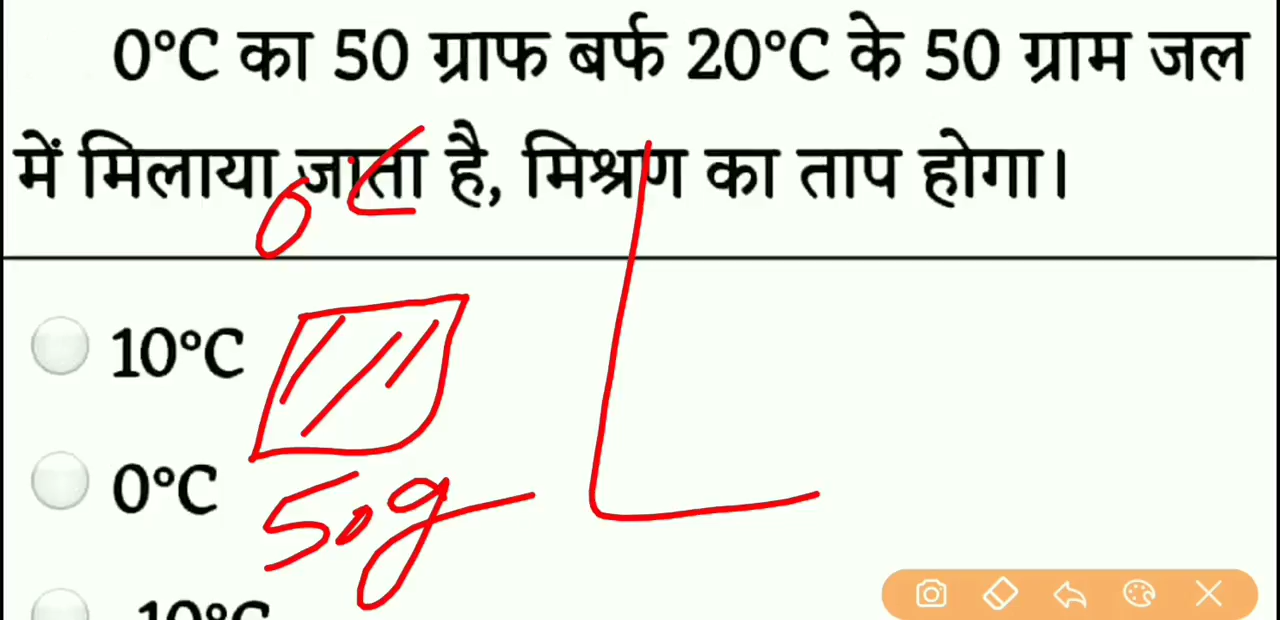 0°C का 50 ग्राफ बर्फ 20°C के 50 ग्राम जल
में मिलाया जाता है, मिश्रण का ताप होगा।
0 <
10°C
0°C
50g